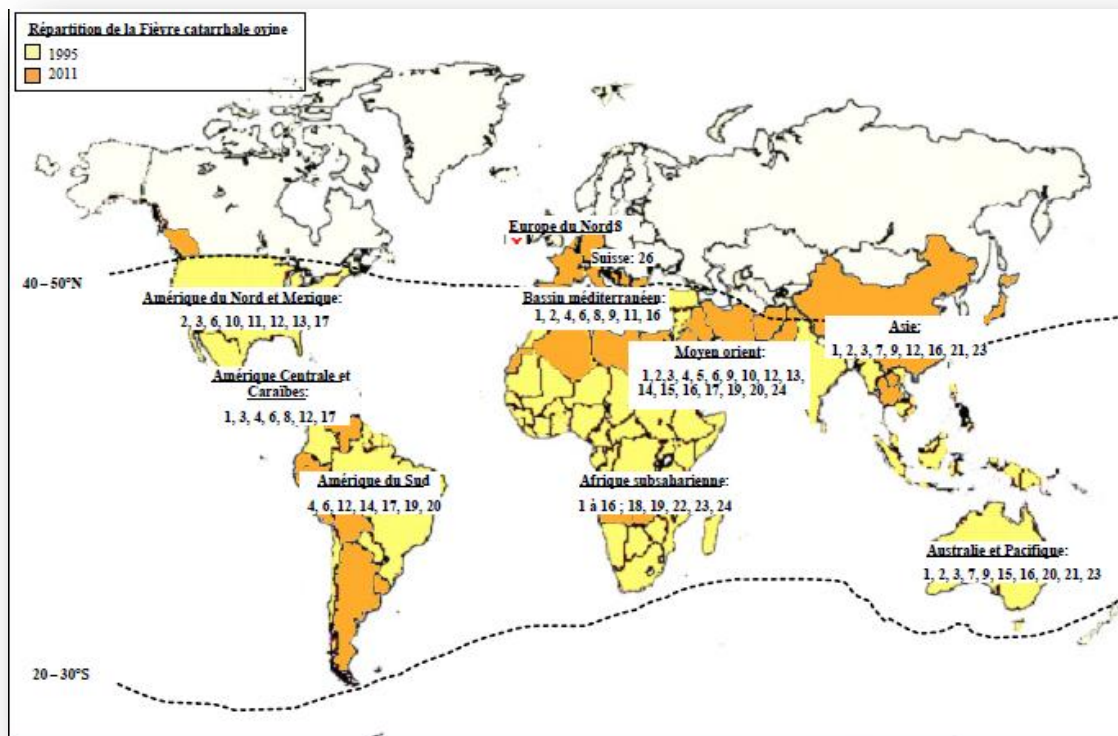 Répartition de la Fièvre catarrhale ovine
1995
2011
Europe du Nord8
Suisse: 26
40 – 50°N
Amérique du Nord et Mexique:
2, 3, 6, 10, 11, 12, 13, 17
Bassin méditerranéen:
1, 2, 4, 6, 8, 9, 11, 16
Asie:
1, 2, 3, 7, 9, 12, 16, 21, 23
Moyen orient:
1, 2, 3, 4, 5, 6, 9, 10, 12, 13,
14, 15, 16, 17, 19, 20, 24
Amérique Centrale et
Caraïbes:
1, 3, 4, 6, 8, 12, 17
Amérique du Sud
4, 6, 12, 14, 17, 19, 20
Afrique subsaharienne:
1 à 16 ; 18, 19, 22, 23, 24
Australie et Pacifique:
1, 2, 3, 7, 9, 15, 16, 20, 21, 23
20 – 30°S